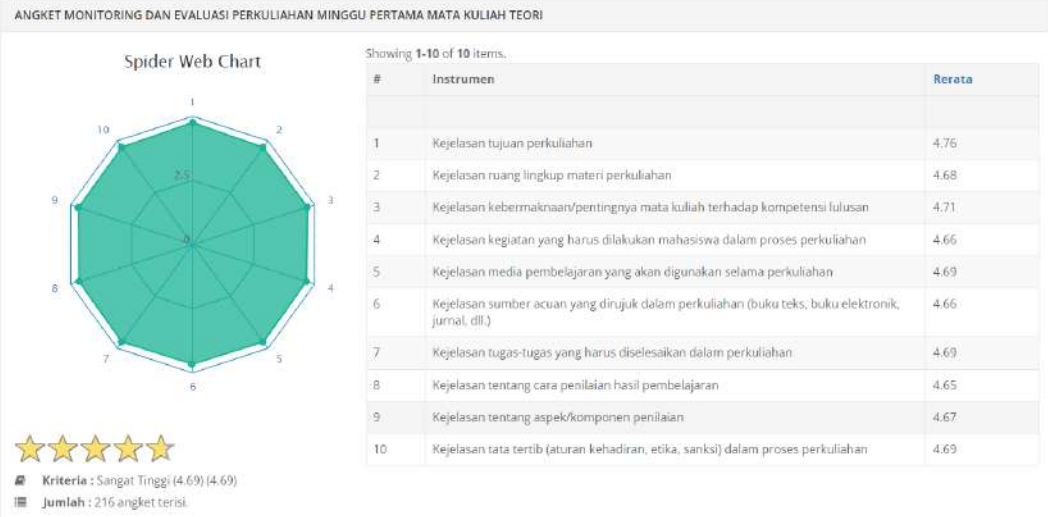 ANGKET MONITORING DAN EVALUASI PERKULIAHAN MINGGU PERTAMA MATA KULIAH TEORI
Spider Web Chart
1
2
3
4
5
6
7
8
9
10
2.5
0
Kriteria : Sangat Tinggi (4.69) (4.69)
Jumlah : 216 angket terisi.
Showing 1-10 of 10 items.
# Instrumen Rerata
1 Kejelasan tujuan perkuliahan 4.76
2 Kejelasan ruang lingkup materi perkuliahan 4.68
3 Kejelasan kebermaknaan/pentingnya mata kuliah terhadap kompetensi lulusan 4.71
4 Kejelasan kegiatan yang harus dilakukan mahasiswa dalam proses perkuliahan 4.66
5 Kejelasan media pembelajaran yang akan digunakan selama perkuliahan 4.69
6 Kejelasan sumber acuan yang dirujuk dalam perkuliahan (buku teks, buku elektronik, 4.66
jurnal, dll.)
7 Kejelasan tugas-tugas yang harus diselesaikan dalam perkuliahan 4.69
8 Kejelasan tentang cara penilaian hasil pembelajaran 4.65
9 Kejelasan tentang aspek/komponen penilaian 4.67
10 Kejelasan tata tertib (aturan kehadiran, etika, sanksi) dalam proses perkuliahan 4.69